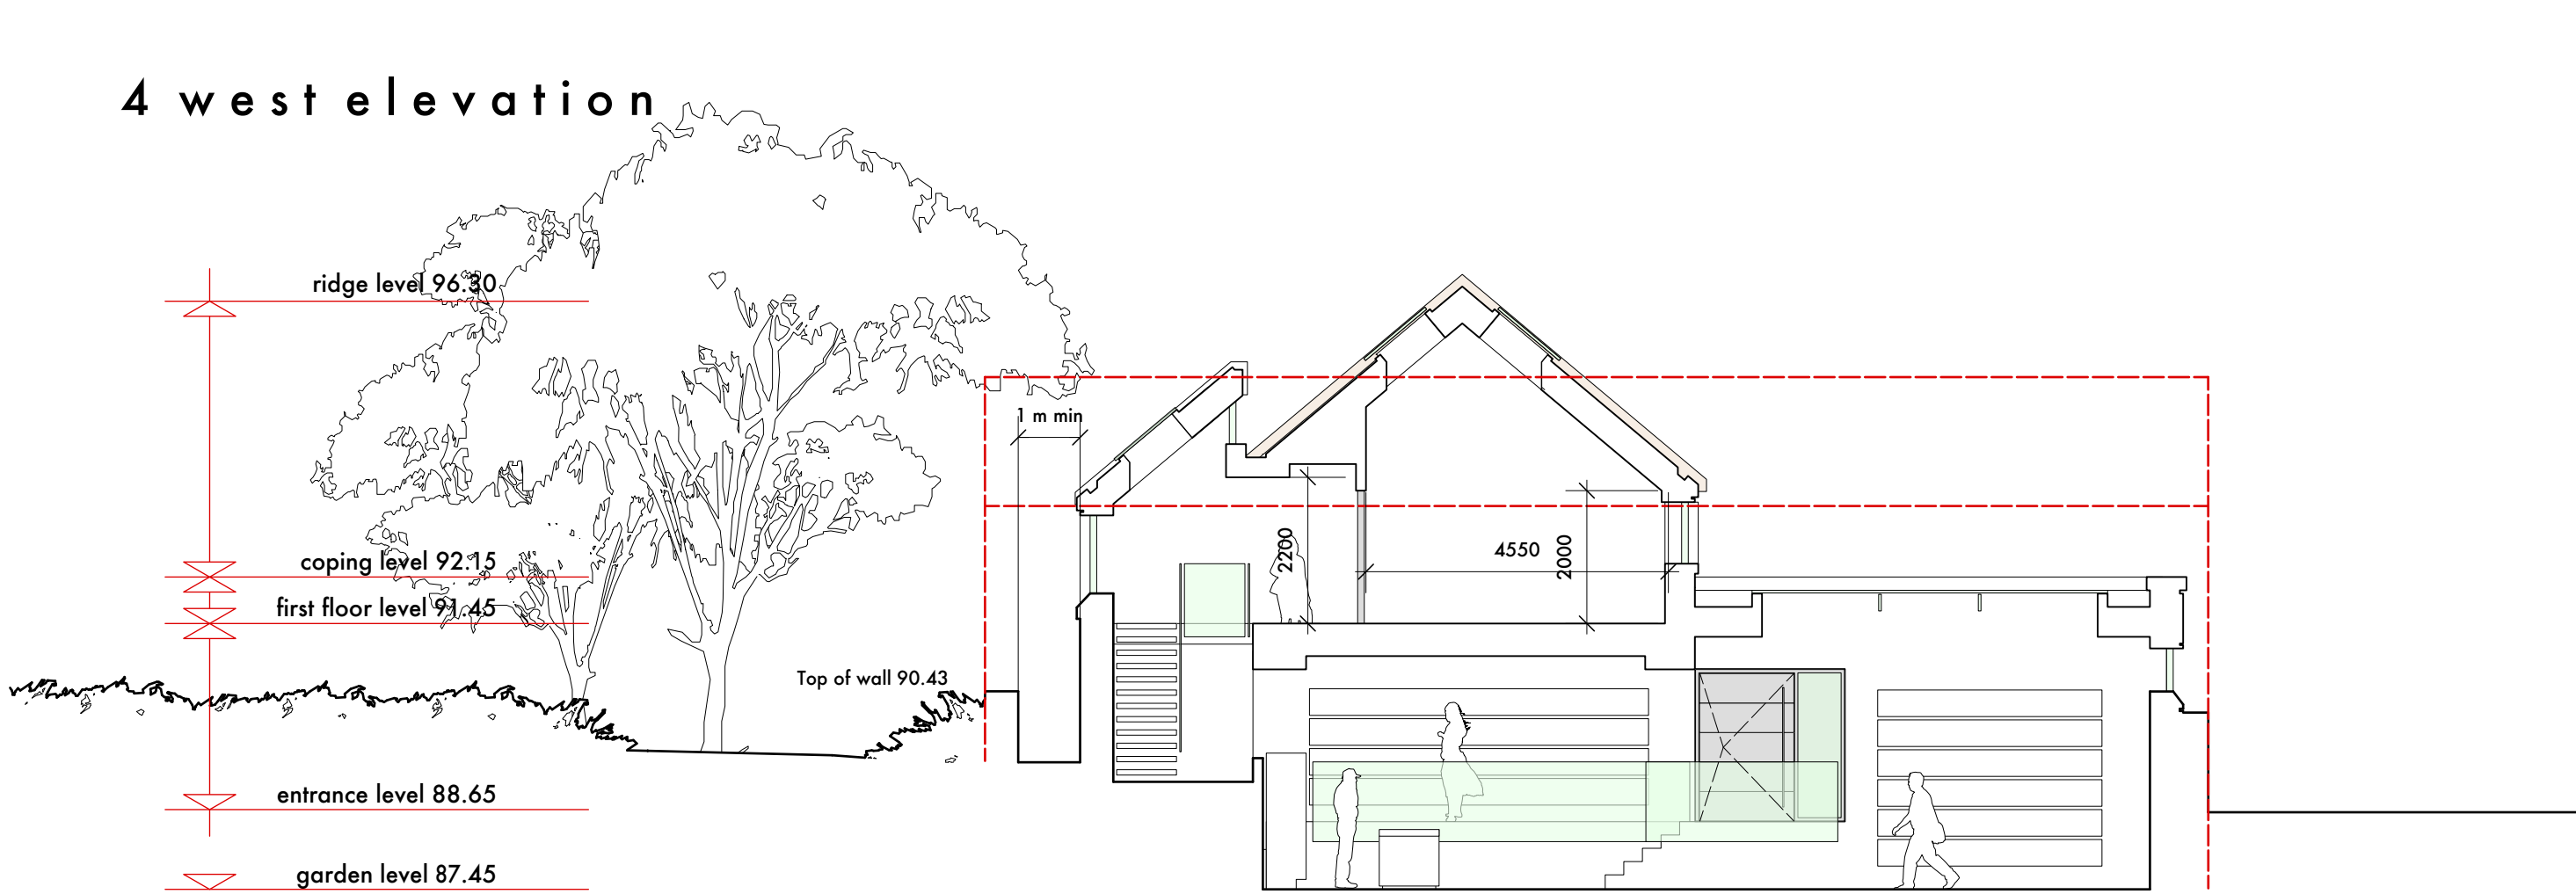 4 west elevation
ridge level 96.30
1 m min
coping level 92.15
2200
4550
2000
first floor level 91.45
Top of wall 90.43
entrance level 88.65
garden level 87.45